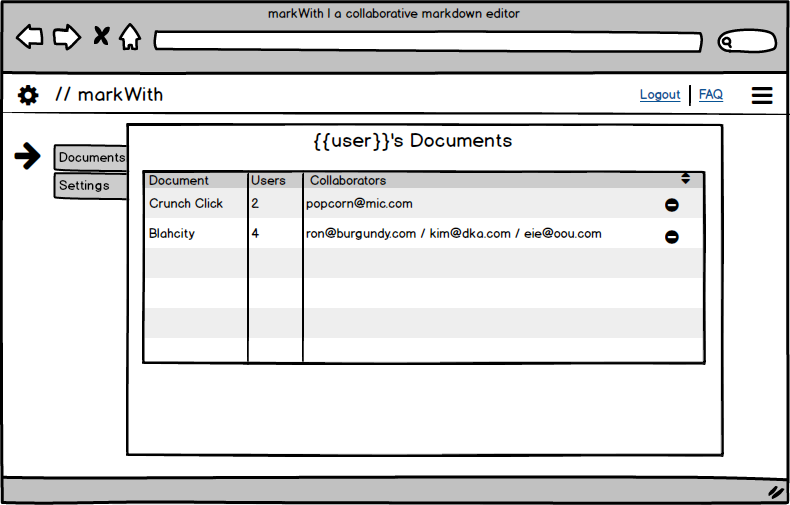 markWith | a collaborative markdown editor
// markWith
Logout | FAQ
{{user}}'s Documents
Documents
Settings
Document Users Collaborators
Crunch Click 2 popcorn@mic.com
Blahcity 4 ron@burgundy.com / kim@dka.com / eie@oou.com